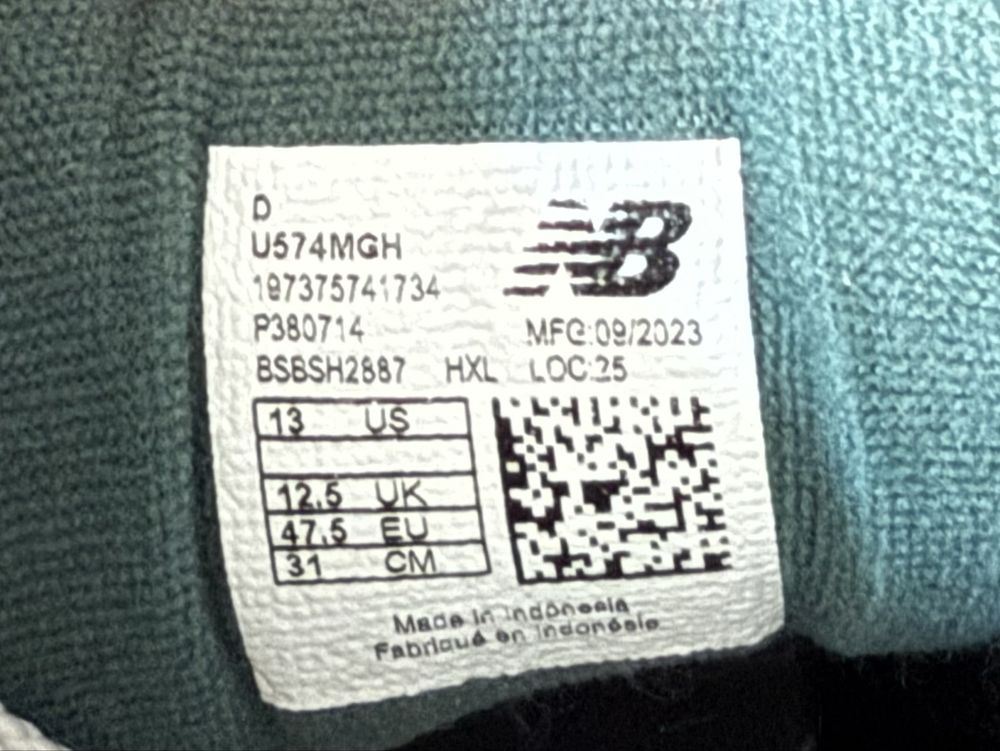 D
U574MGH
197375741734
P380714 MFG:09/2023
BSBSH2887 HXL LOC:25
13 US
12.5 UK
47.5 EU
31 CM
Made in Indonesia
Fabriqué en Indonésie
NB